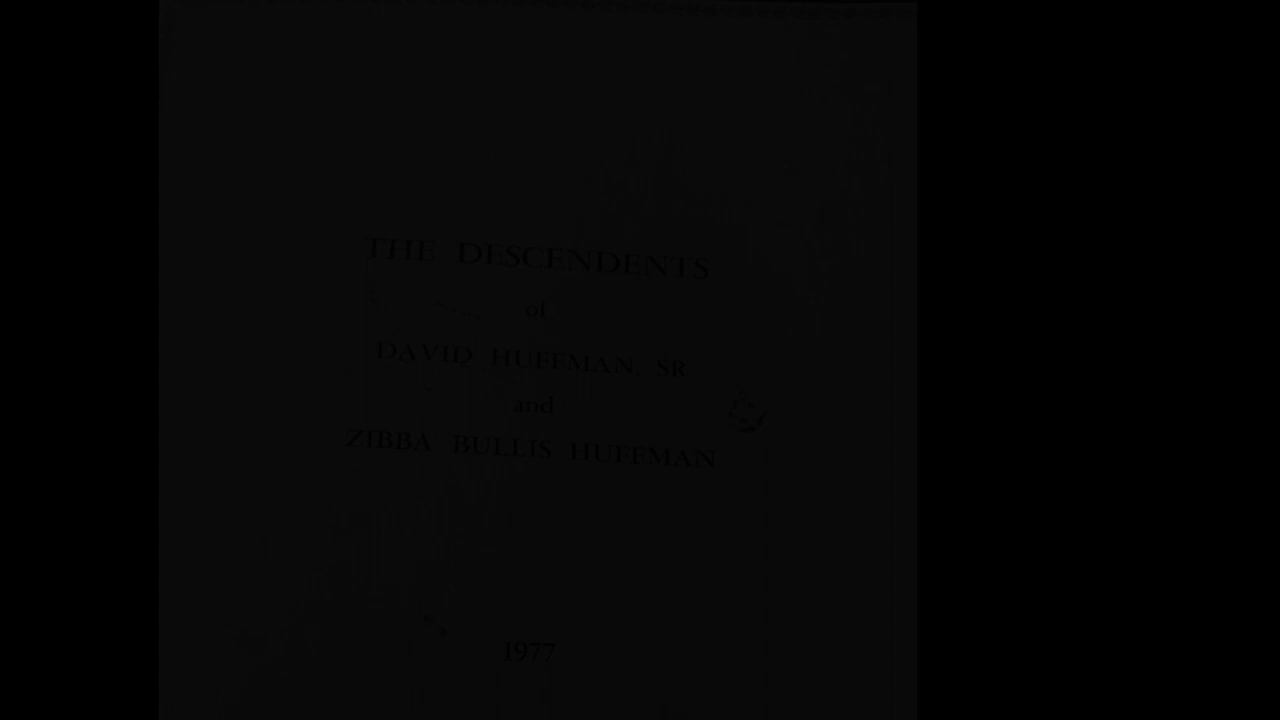 THE DESCENDENTS
of
DAVID HUFFMAN, SR
and
ZIBBA BULLIS HUFFMAN
1977